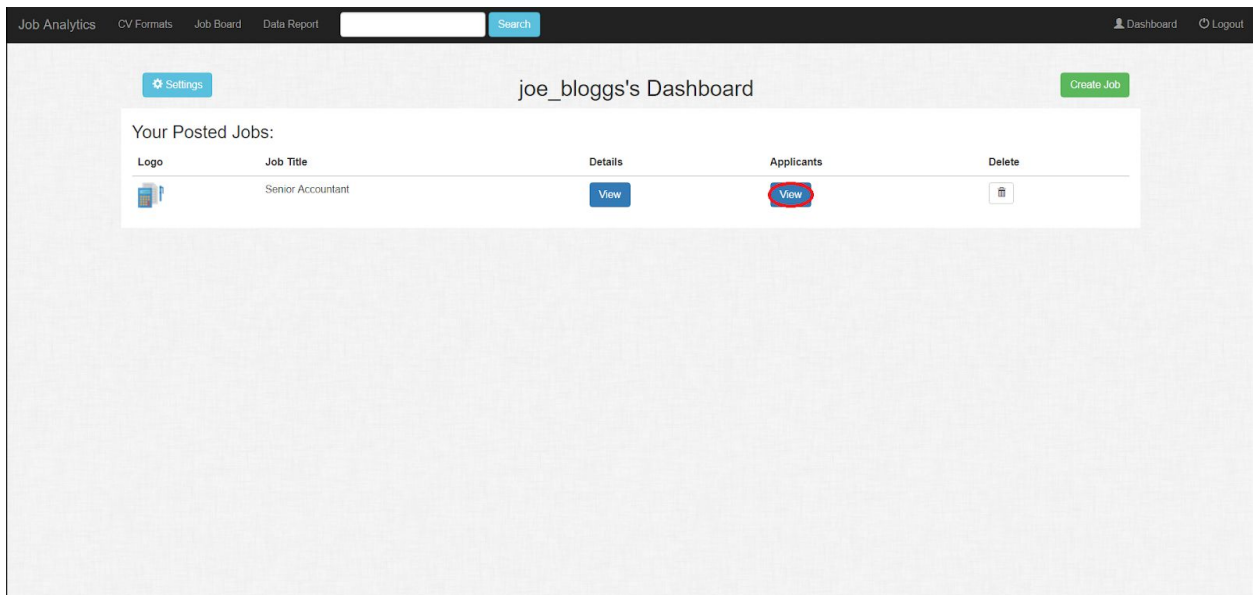 Job Analytics CV Formats Job Board Data Report Search Dashboard Logout
Settings joe_bloggs's Dashboard Create Job
Your Posted Jobs:
Logo Job Title Details Applicants Delete
Senior Accountant View View